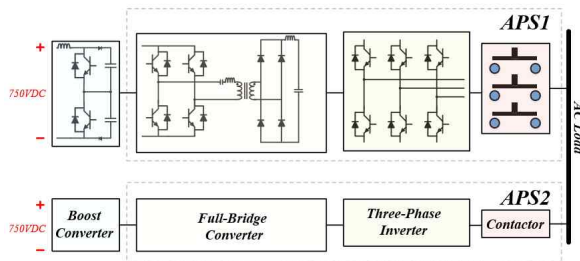 APS1
+
750VDC
−
AC Load
APS2
+
750VDC
−
Boost
Converter
Full-Bridge
Converter
Three-Phase
Inverter
Contactor